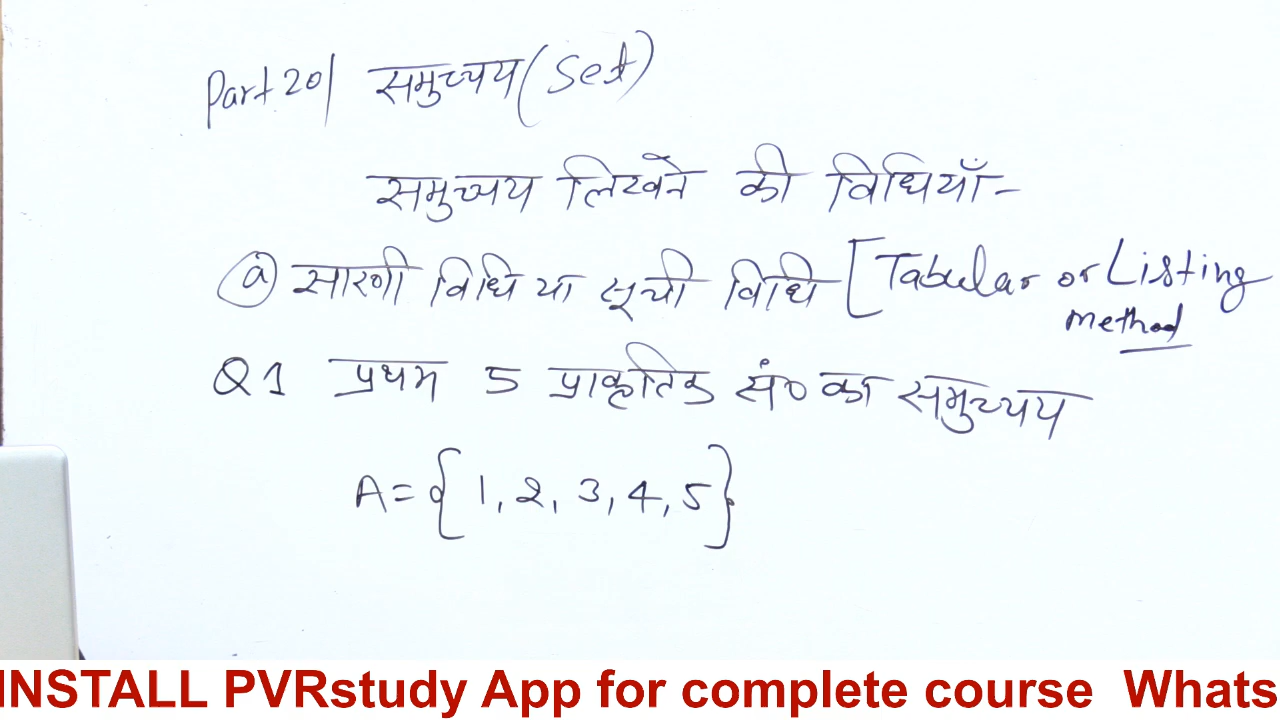 Part 20| समुच्चय (Set)
समुच्चय लिखने की विधियाँ-
(a) सारणी विधि या सूची विधि [Tabular or Listing
method
Q1 प्रथम 5 प्राकृतिक सं० का समुच्चय
A = {1, 2, 3, 4, 5}
INSTALL PVRstudy App for complete course Whats